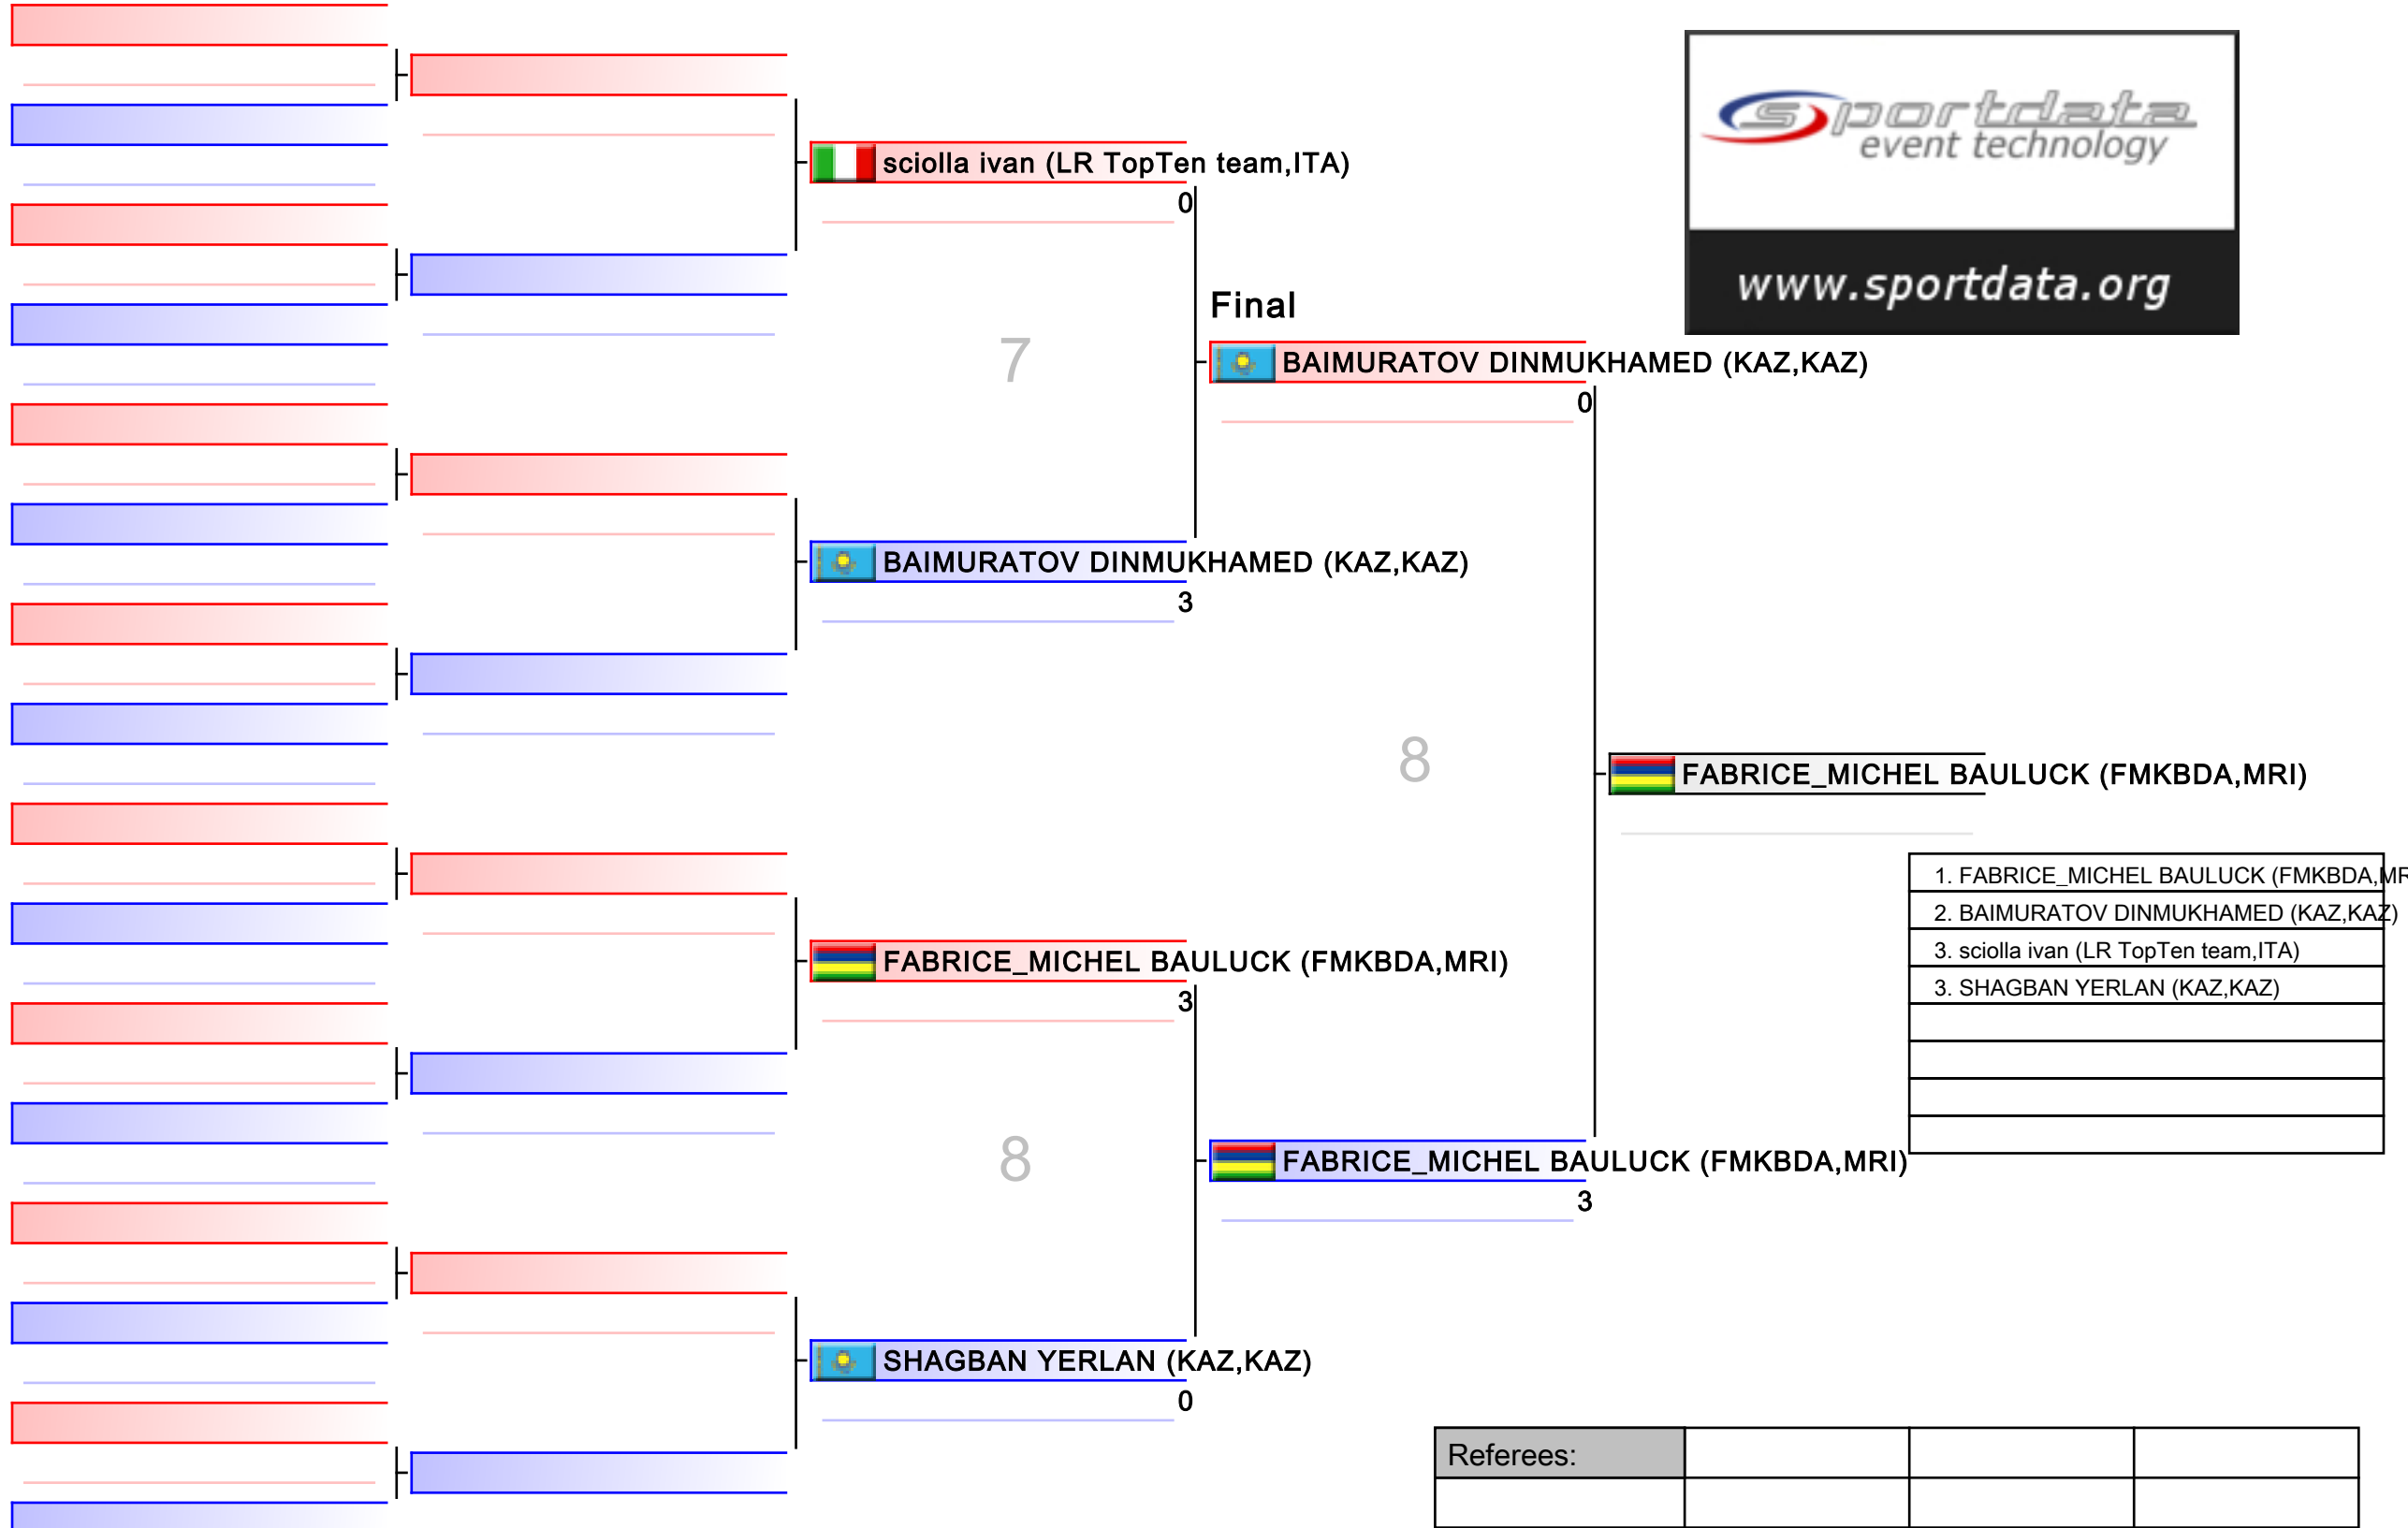 sportdata
event technology
www.sportdata.org
sciolla ivan (LR TopTen team,ITA)
0
7
Final
BAIMURATOV DINMUKHAMED (KAZ,KAZ)
0
BAIMURATOV DINMUKHAMED (KAZ,KAZ)
3
8
FABRICE_MICHEL BAULUCK (FMKBDA,MRI)
1. FABRICE_MICHEL BAULUCK (FMKBDA,MR
2. BAIMURATOV DINMUKHAMED (KAZ,KAZ)
3. sciolla ivan (LR TopTen team,ITA)
3. SHAGBAN YERLAN (KAZ,KAZ)
FABRICE_MICHEL BAULUCK (FMKBDA,MRI)
3
8
FABRICE_MICHEL BAULUCK (FMKBDA,MRI)
3
SHAGBAN YERLAN (KAZ,KAZ)
0
Referees: